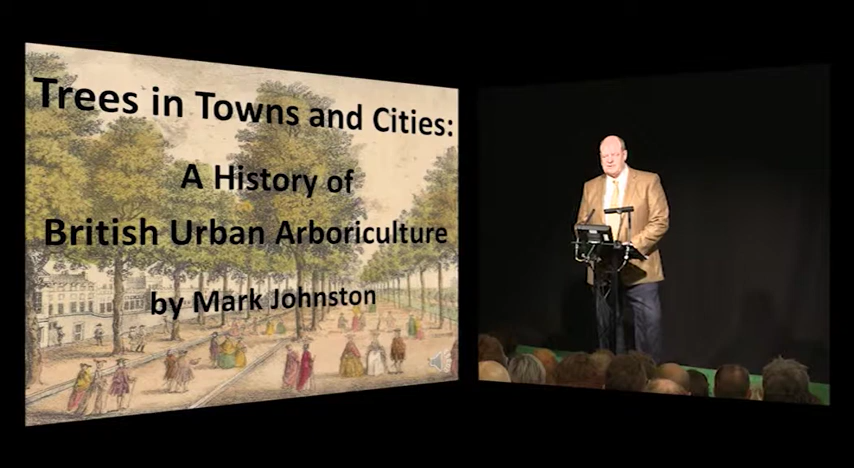 Trees in Towns and Cities:
A History of
British Urban Arboriculture
by Mark Johnston